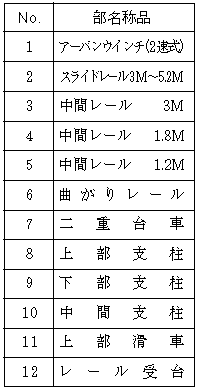 No. 部名称品
1 アーバンウインチ(2速式)
2 スライドレール3M～5.2M
3 中間レール 3M
4 中間レール 1.8M
5 中間レール 1.2M
6 曲がりレール
7 二重台車
8 上部支柱
9 下部支柱
10 中間支柱
11 上部滑車
12 レール受台